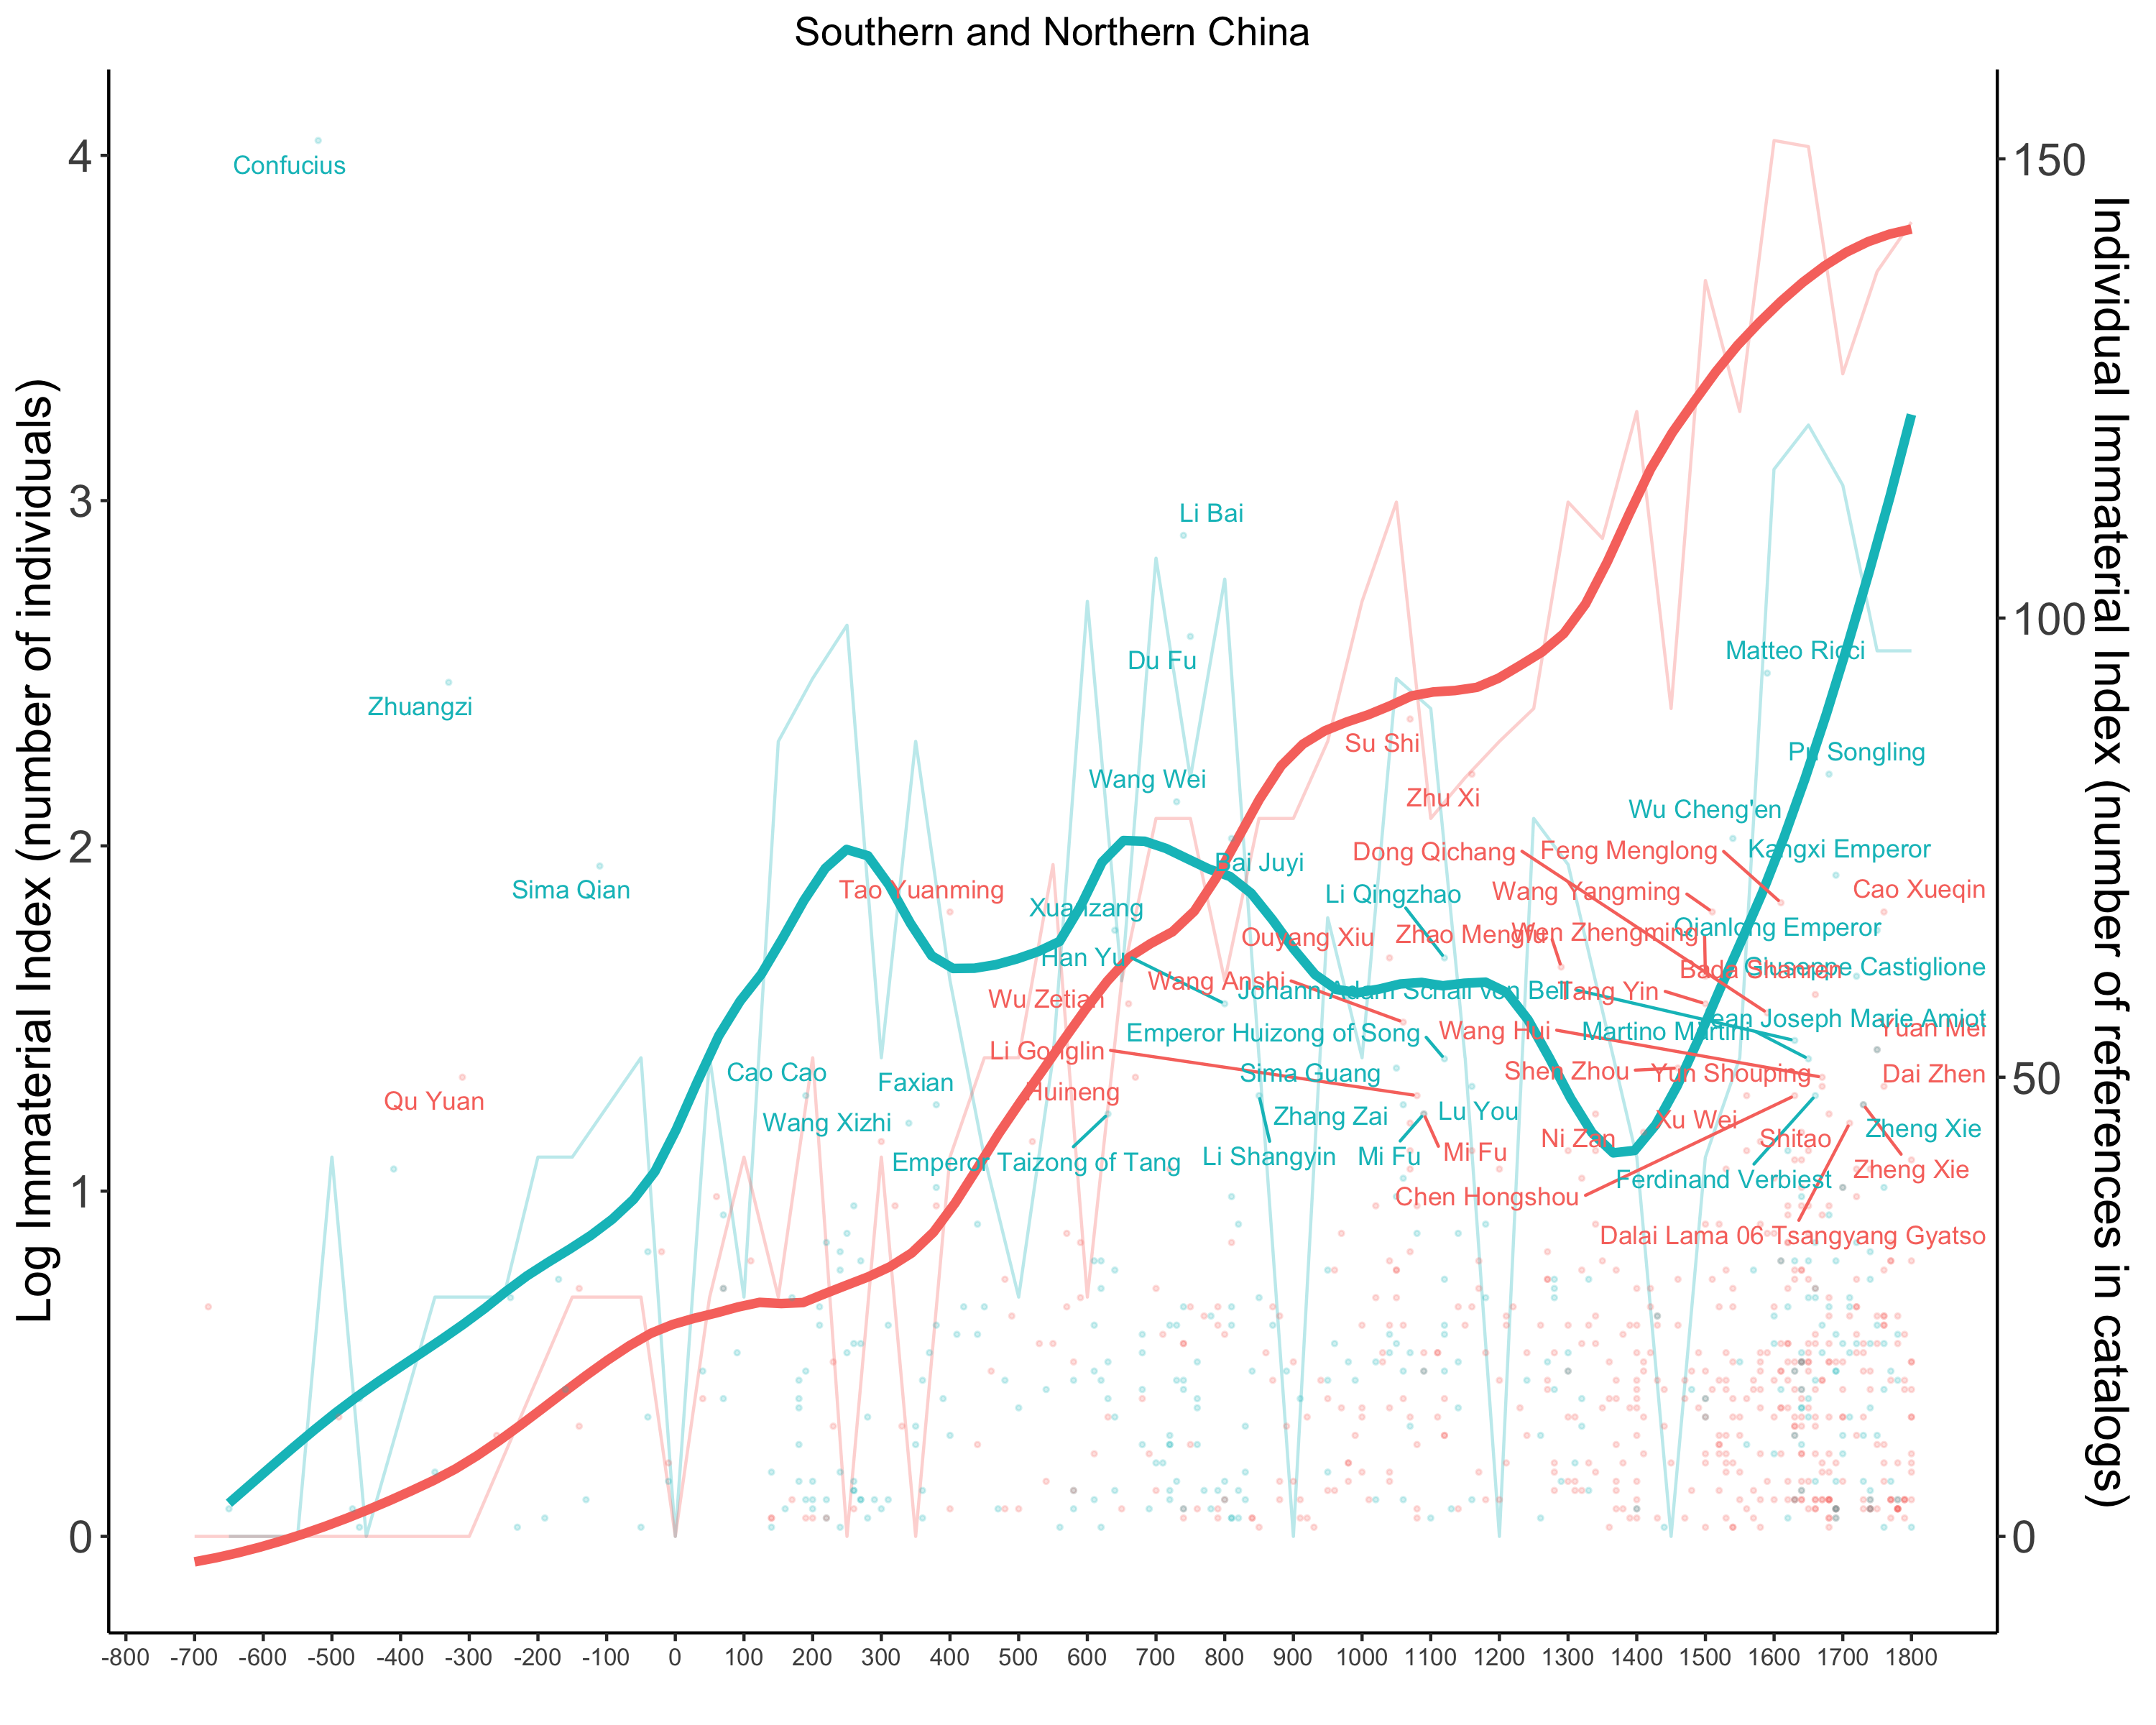 Southern and Northern China
Log Immaterial Index (number of individuals)
4
3
2
1
0
Individual Immaterial Index (number of references in catalogs)
150
100
50
0
Confucius
Li Bai
Du Fu
Matteo Ricci
Zhuangzi
Su Shi
Pu Songling
Wang Wei
Zhu Xi
Wu Cheng'en
Dong Qichang
Feng Menglong
Kangxi Emperor
Bai Juyi
Sima Qian
Tao Yuanming
Li Qingzhao
Wang Yangming
Cao Xueqin
Xuanzang
Ouyang Xiu
Zhao Mengfu
Wen Zhengming
Qianlong Emperor
Han Yu
Wang Anshi
Bada Shanren
Giuseppe Castiglione
Wu Zetian
Johann Adam Schall von Bell
Tang Yin
Jean Joseph Marie Amiot
Emperor Huizong of Song
Wang Hui
Martino Martini
Yuan Mei
Li Gonglin
Cao Cao
Faxian
Sima Guang
Shen Zhou
Yun Shouping
Dai Zhen
Qu Yuan
Huineng
Wang Xizhi
Zhang Zai
Lu You
Xu Wei
Zheng Xie
Ni Zan
Shitao
Emperor Taizong of Tang
Li Shangyin
Mi Fu
Mi Fu
Zheng Xie
Ferdinand Verbiest
Chen Hongshou
Dalai Lama 06 Tsangyang Gyatso
-800 -700 -600 -500 -400 -300 -200 -100 0 100 200 300 400 500 600 700 800 900 1000 1100 1200 1300 1400 1500 1600 1700 1800